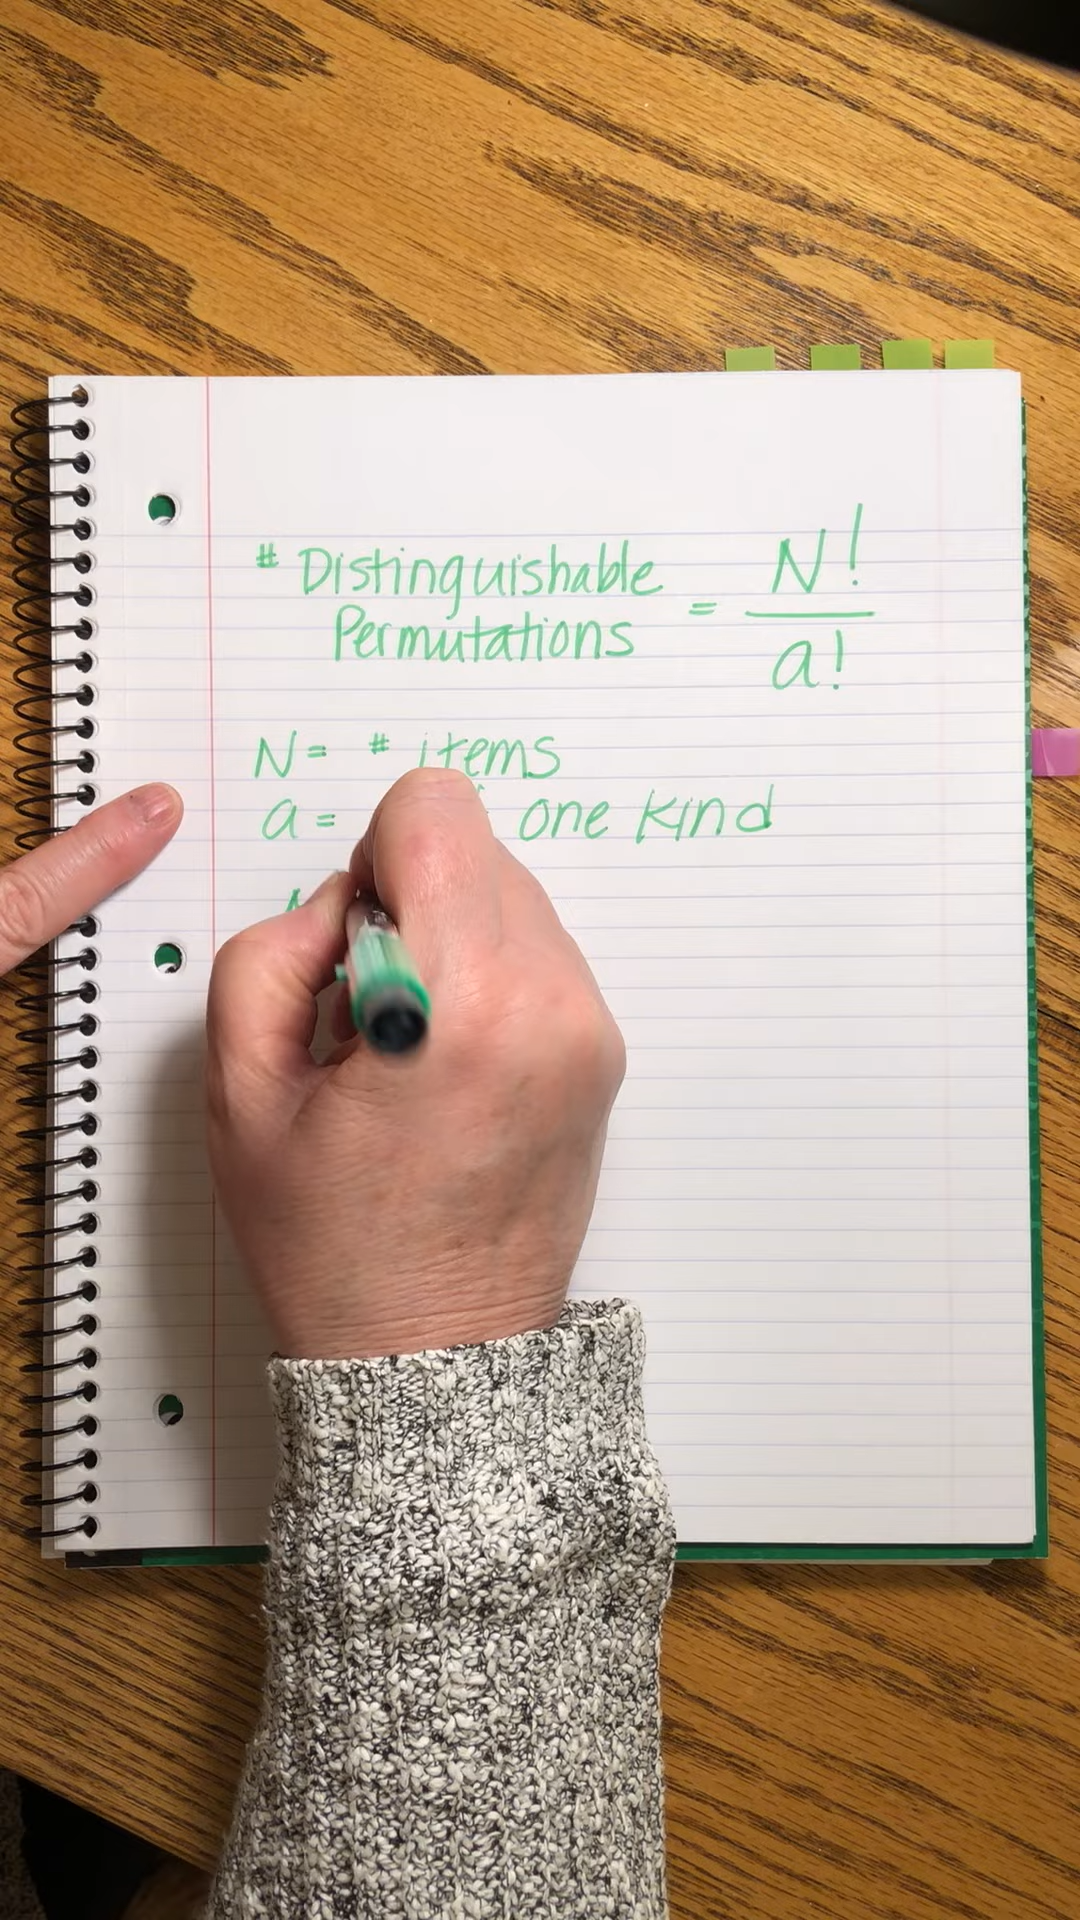 # Distinguishable
Permutations = N!/a!
N = # items
a = one kind